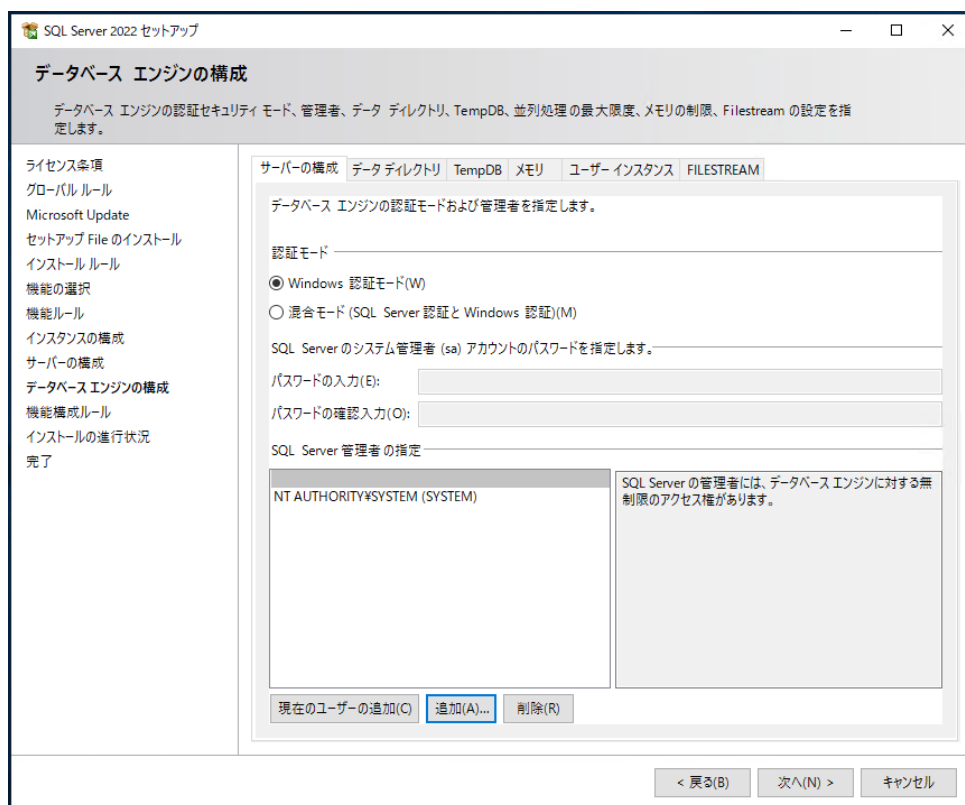 SQL Server 2022 セットアップ
データベース エンジンの構成
データベース エンジンの認証セキュリティ モード、管理者、データ ディレクトリ、TempDB、並列処理の最大限度、メモリの制限、Filestream の設定を指
定します。
ライセンス条項
グローバル ルール
Microsoft Update
セットアップ File のインストール
インストール ルール
機能の選択
機能ルール
インスタンスの構成
サーバーの構成
データベース エンジンの構成
機能構成ルール
インストールの進行状況
完了
サーバーの構成 データ ディレクトリ TempDB メモリ ユーザー インスタンス FILESTREAM
データベース エンジンの認証モードおよび管理者を指定します。
認証モード
Windows 認証モード(W)
混合モード (SQL Server 認証と Windows 認証)(M)
SQL Server のシステム管理者 (sa) アカウントのパスワードを指定します。
パスワードの入力(E):
パスワードの確認入力(O):
SQL Server 管理者の指定
NT AUTHORITY¥SYSTEM (SYSTEM)
SQL Server の管理者には、データベース エンジンに対する無
制限のアクセス権があります。
現在のユーザーの追加(C) 追加(A)... 削除(R)
< 戻る(B) 次へ(N) > キャンセル